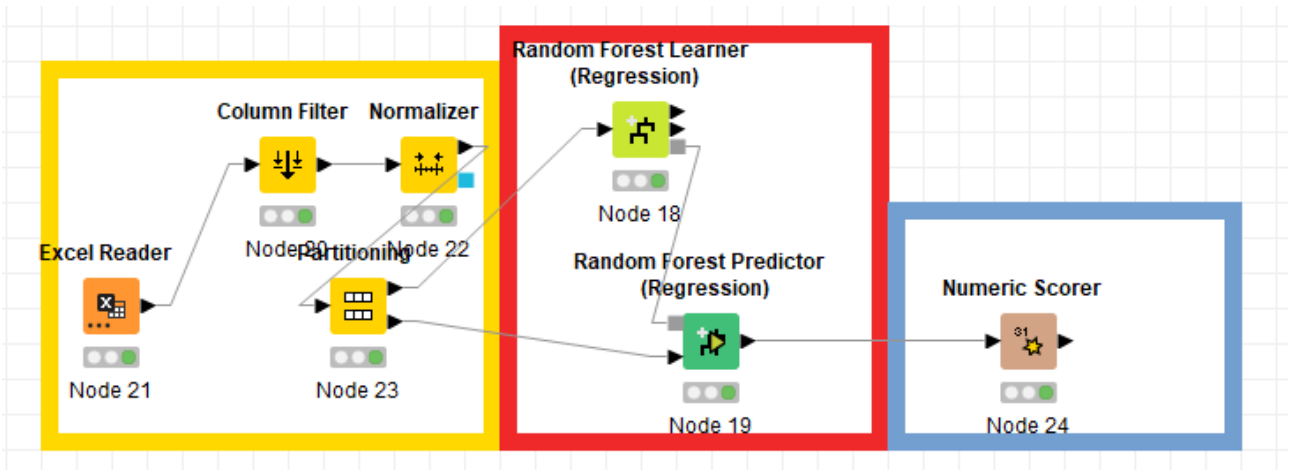 Random Forest Learner
(Regression)
Column Filter
Normalizer
Node 18
Node 20
Node 22
Excel Reader
Partitioning
Random Forest Predictor
(Regression)
Numeric Scorer
X
31
Node 21
Node 23
Node 19
Node 24